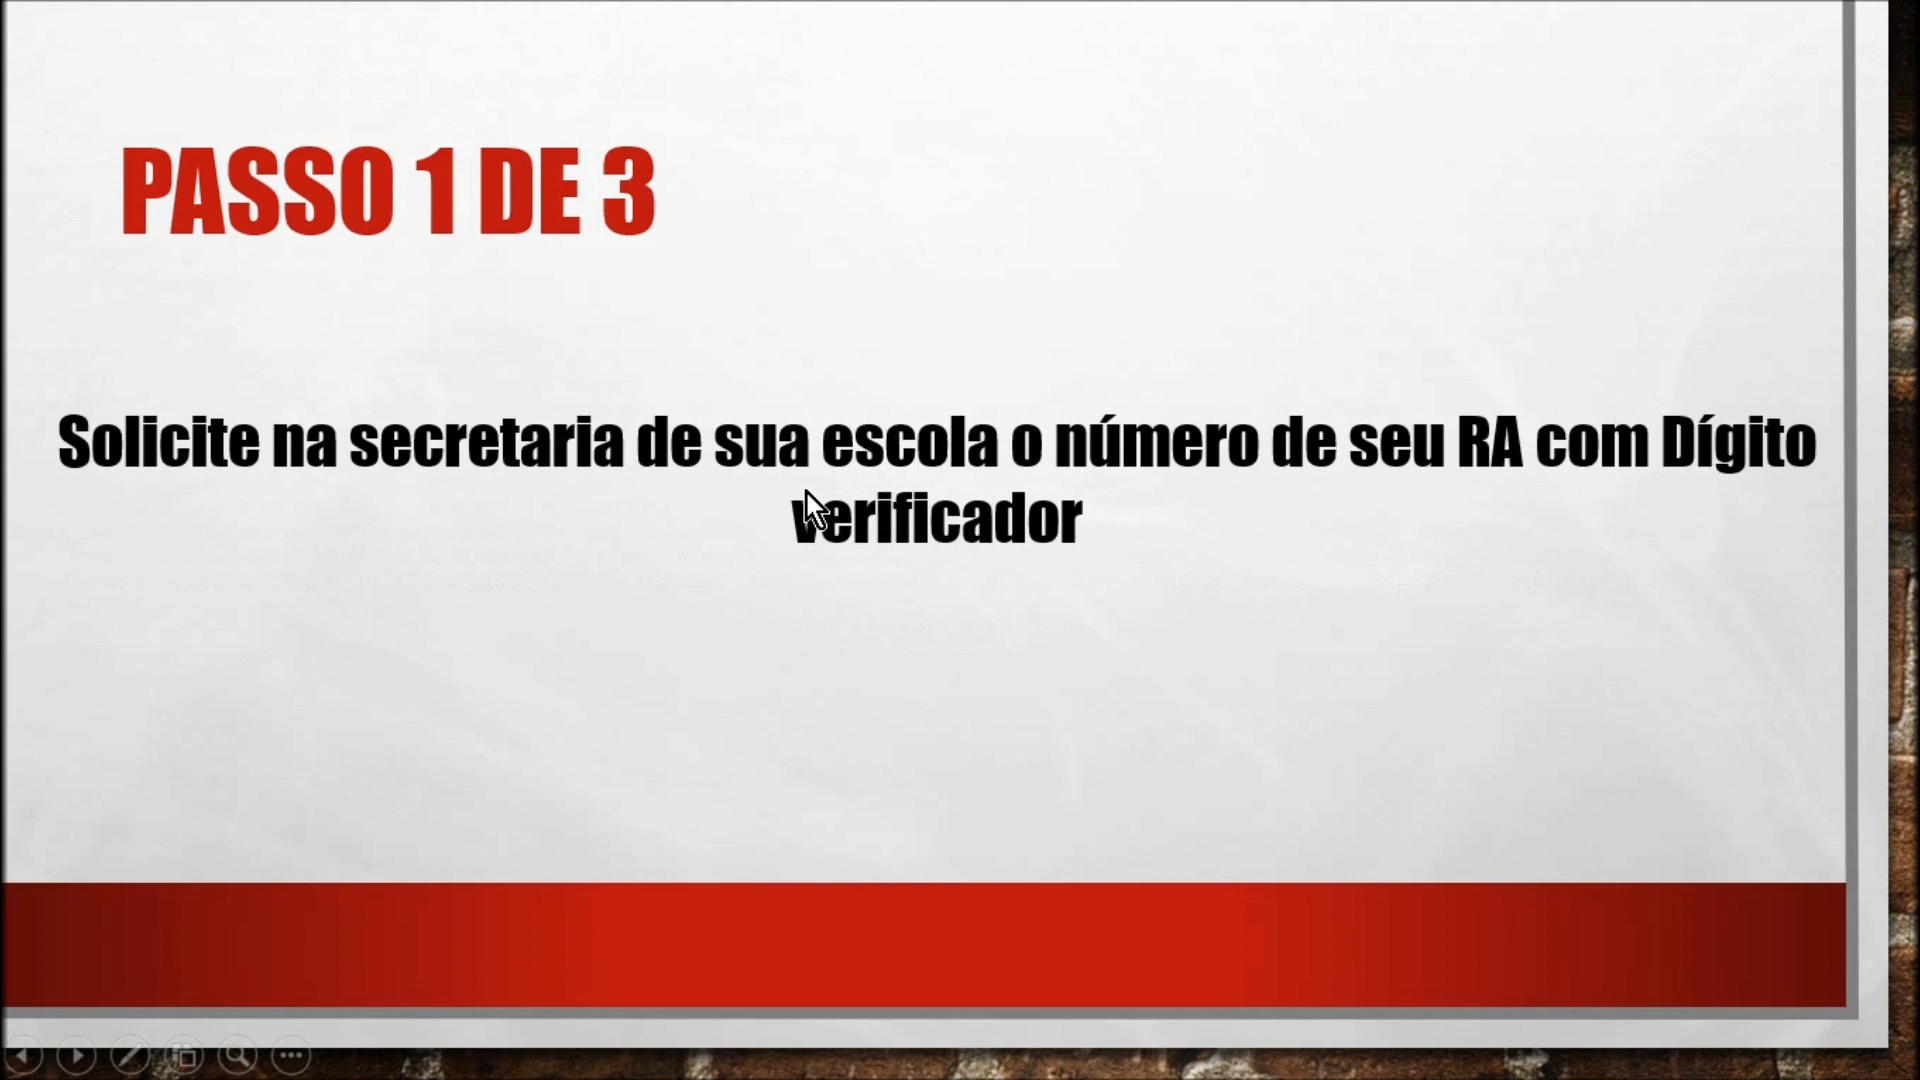 PASSO 1 DE 3
Solicite na secretaria de sua escola o número de seu RA com Dígito
verificador